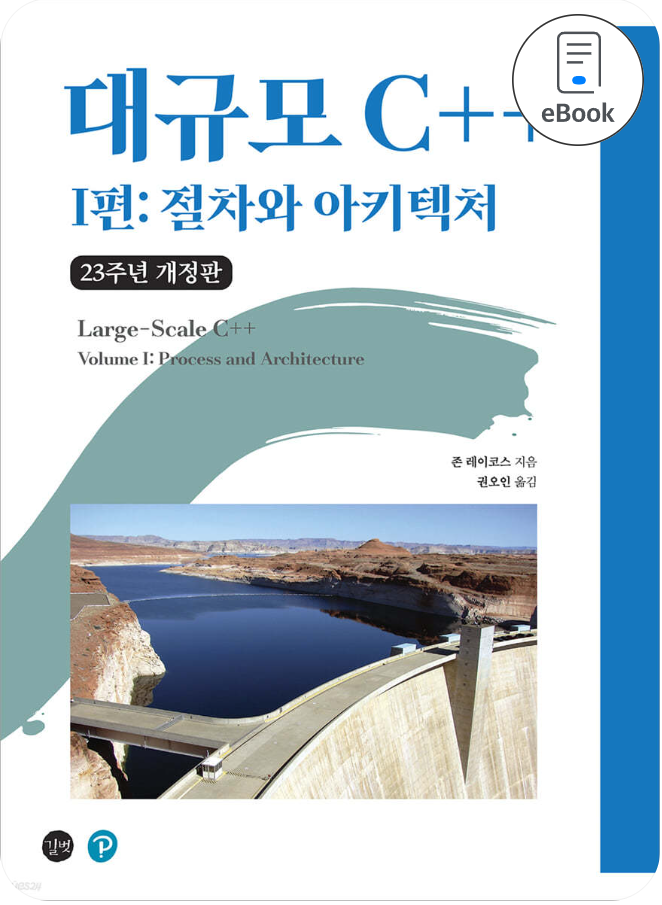 대규모 C++
eBook
I편: 절차와 아키텍처
23주년 개정판
Large-Scale C++
Volume I: Process and Architecture
존 레이코스 지음
권오인 옮김
길벗
P